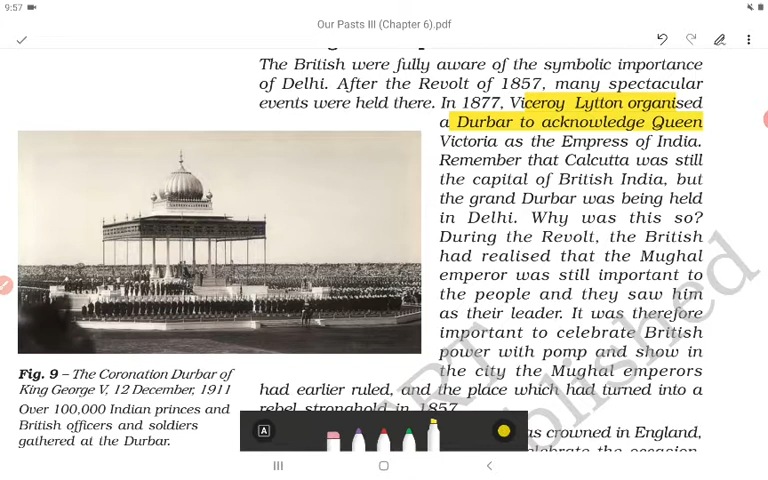 9:57
Our Pasts III (Chapter 6).pdf
The British were fully aware of the symbolic importance
of Delhi. After the Revolt of 1857, many spectacular
events were held there. In 1877, Viceroy Lytton organised
a Durbar to acknowledge Queen
Victoria as the Empress of India.
Remember that Calcutta was still
the capital of British India, but
the grand Durbar was being held
in Delhi. Why was this so?
During the Revolt, the British
had realised that the Mughal
emperor was still important to
the people and they saw him
as their leader. It was therefore
important to celebrate British
power with pomp and show in
the city the Mughal emperors
had earlier ruled, and the place which had turned into a
rebel stronghold in 1857.
as crowned in England,
celebrate the occasion,
Fig. 9 – The Coronation Durbar of
King George V, 12 December, 1911
Over 100,000 Indian princes and
British officers and soldiers
gathered at the Durbar.
A